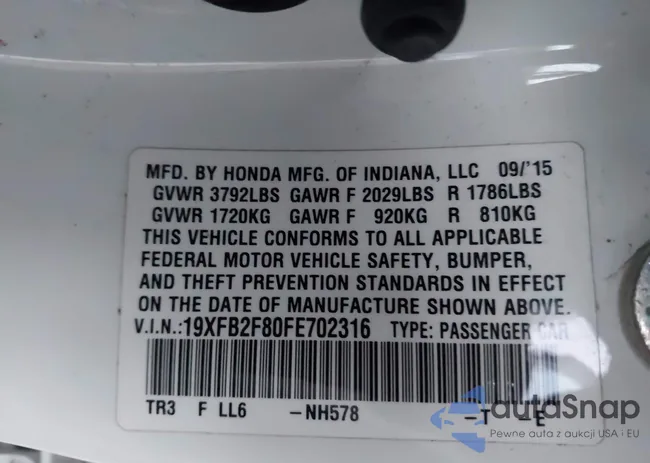 MFD. BY HONDA MFG. OF INDIANA, LLC 09/'15
GVWR 3792LBS GAWR F 2029LBS R 1786LBS
GVWR 1720KG GAWR F 920KG R 810KG
THIS VEHICLE CONFORMS TO ALL APPLICABLE
FEDERAL MOTOR VEHICLE SAFETY, BUMPER,
AND THEFT PREVENTION STANDARDS IN EFFECT
ON THE DATE OF MANUFACTURE SHOWN ABOVE.
V.I.N.:19XFB2F80FE702316 TYPE: PASSENGER CAR
TR3 F LL6 -NH578 -T -E
autoSnap
Pewne auta z aukcji USA i EU